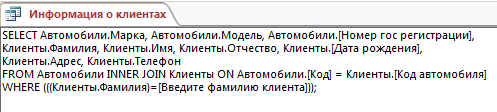 Информация о клиентах
SELECT Автомобили.Марка, Автомобили.Модель, Автомобили.[Номер гос регистрации],
Клиенты.Фамилия, Клиенты.Имя, Клиенты.Отчество, Клиенты.[Дата рождения],
Клиенты.Адрес, Клиенты.Телефон
FROM Автомобили INNER JOIN Клиенты ON Автомобили.[Код] = Клиенты.[Код автомобиля]
WHERE (((Клиенты.Фамилия)=[Введите фамилию клиента]));